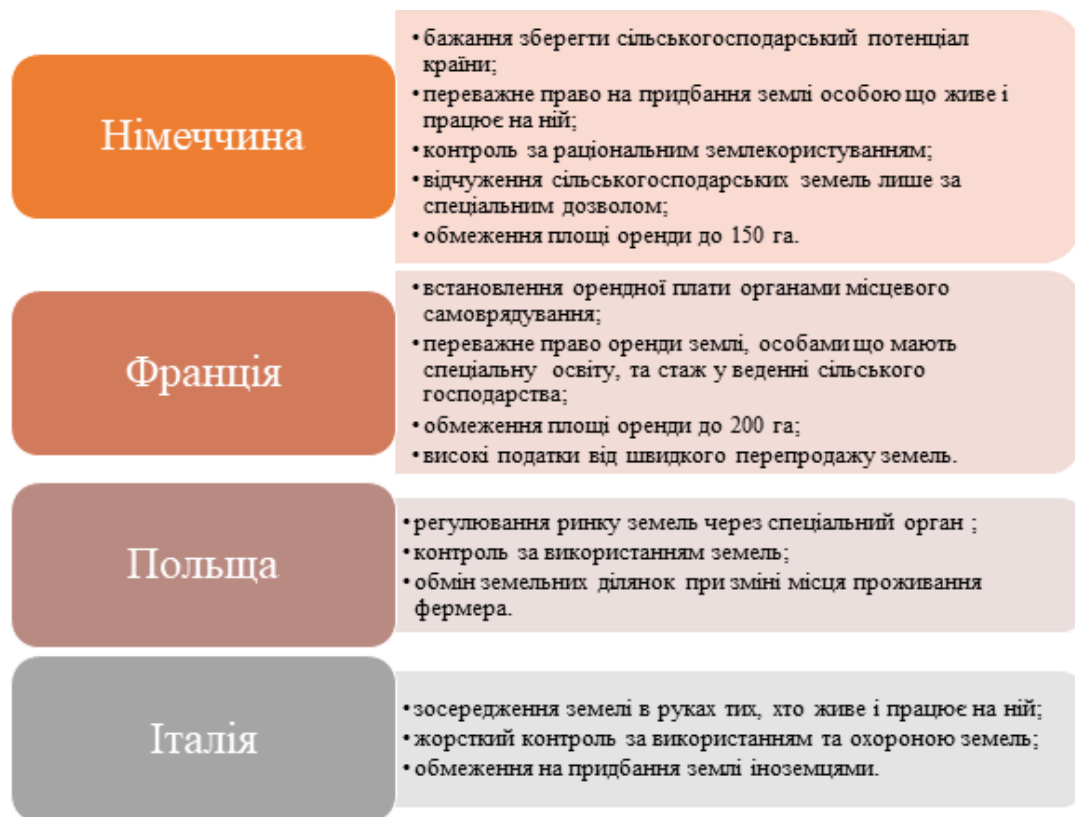 Німеччина
• бажання зберегти сільськогосподарський потенціал
країни;
• переважне право на придбання землі особою що живе і
працює на ній;
• контроль за раціональним землекористуванням;
• відчуження сільськогосподарських земель лише за
спеціальним дозволом;
• обмеження площі оренди до 150 га.
Франція
• встановлення орендної плати органами місцевого
самоврядування;
• переважне право оренди землі, особами що мають
спеціальну освіту, та стаж у веденні сільського
господарства;
• обмеження площі оренди до 200 га;
• високі податки від швидкого перепродажу земель.
Польща
• регулювання ринку земель через спеціальний орган ;
• контроль за використанням земель;
• обмін земельних ділянок при зміні місця проживання
фермера.
Італія
• зосередження земелі в руках тих, хто живе і працює на ній;
• жорсткий контроль за використанням та охороною земель;
• обмеження на придбання землі іноземцями.